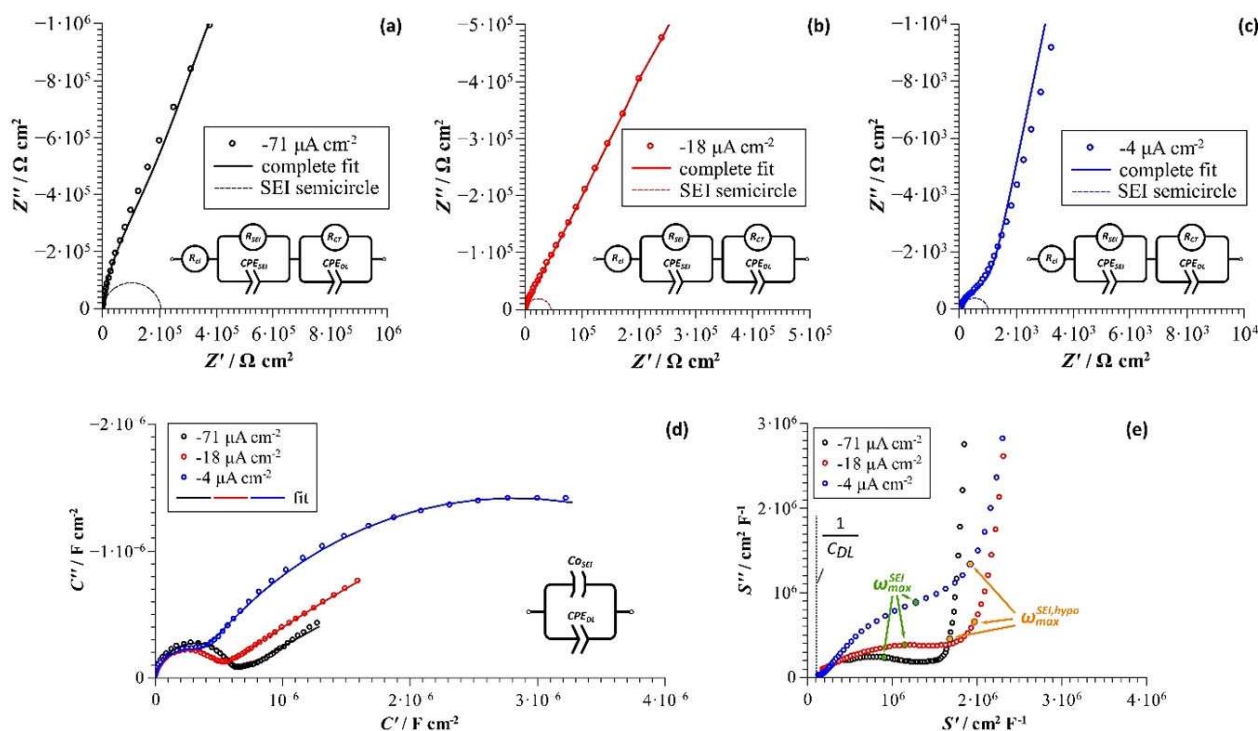 (a)
Z'' / Ω cm²
−1·10⁶
−8·10⁵
−6·10⁵
−4·10⁵
−2·10⁵
0
-71 μA cm⁻²
complete fit
SEI semicircle
R_el
R_SEI
CPE_SEI
R_CT
CPE_DL
0 2·10⁵ 4·10⁵ 6·10⁵ 8·10⁵ 10⁶
Z' / Ω cm²
(b)
Z'' / Ω cm²
−5·10⁵
−4·10⁵
−3·10⁵
−2·10⁵
−1·10⁵
0
-18 μA cm⁻²
complete fit
SEI semicircle
R_el
R_SEI
CPE_SEI
R_CT
CPE_DL
0 10⁵ 2·10⁵ 3·10⁵ 4·10⁵ 5·10⁵
Z' / Ω cm²
(c)
Z'' / Ω cm²
−1·10⁴
−8·10³
−6·10³
−4·10³
−2·10³
0
-4 μA cm⁻²
complete fit
SEI semicircle
R_el
R_SEI
CPE_SEI
R_CT
CPE_DL
0 2·10³ 4·10³ 6·10³ 8·10³ 10⁴
Z' / Ω cm²
(d)
C'' / F cm⁻²
−2·10⁻⁶
−1·10⁻⁶
0
-71 μA cm⁻²
-18 μA cm⁻²
-4 μA cm⁻²
fit
Co_SEI
CPE_DL
0 1·10⁻⁶ 2·10⁻⁶ 3·10⁻⁶ 4·10⁻⁶
C' / F cm⁻²
(e)
S'' / cm² F⁻¹
3·10⁶
2·10⁶
1·10⁶
0
-71 μA cm⁻²
-18 μA cm⁻²
-4 μA cm⁻²
1
C_DL
ω_max^SEI
ω_max^SEI,hypo
0 1·10⁶ 2·10⁶ 3·10⁶ 4·10⁶
S' / cm² F⁻¹